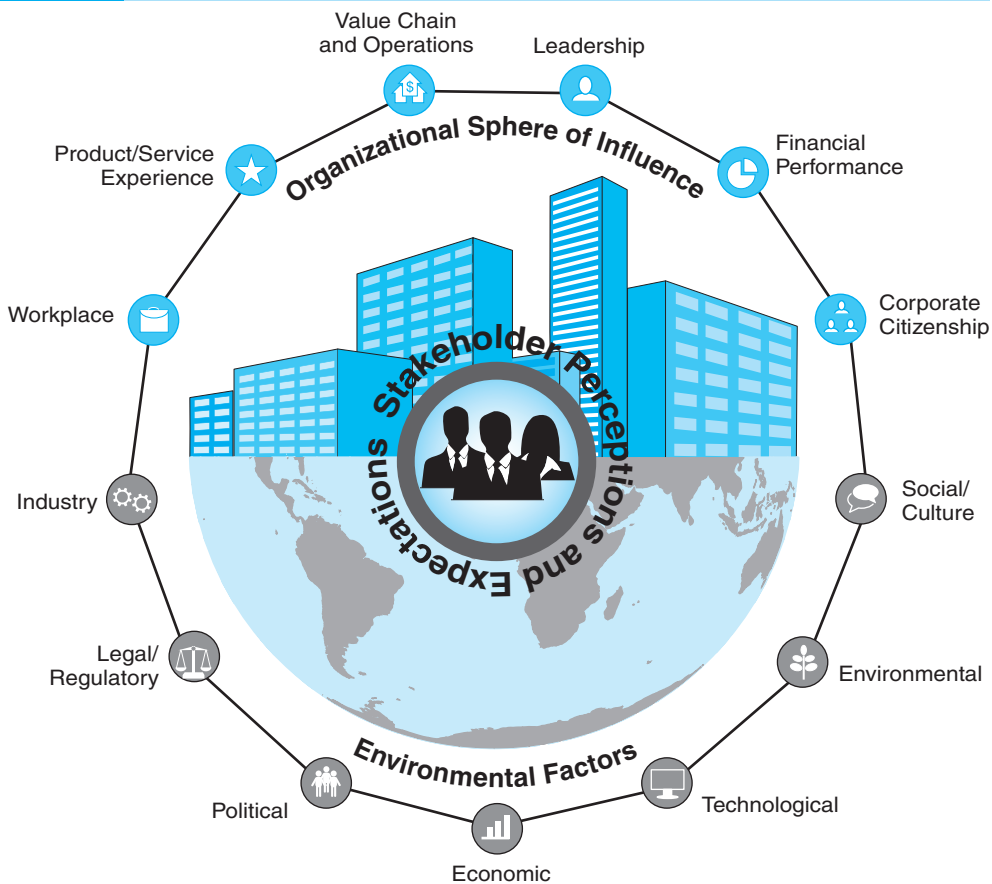 Value Chain
and Operations
Leadership
Organizational Sphere of Influence
Product/Service
Experience
Financial
Performance
Workplace
Corporate
Citizenship
Stakeholder Perceptions and Expectations
$
Industry
Social/
Culture
Legal/
Regulatory
Environmental
Environmental Factors
Political
Technological
Economic